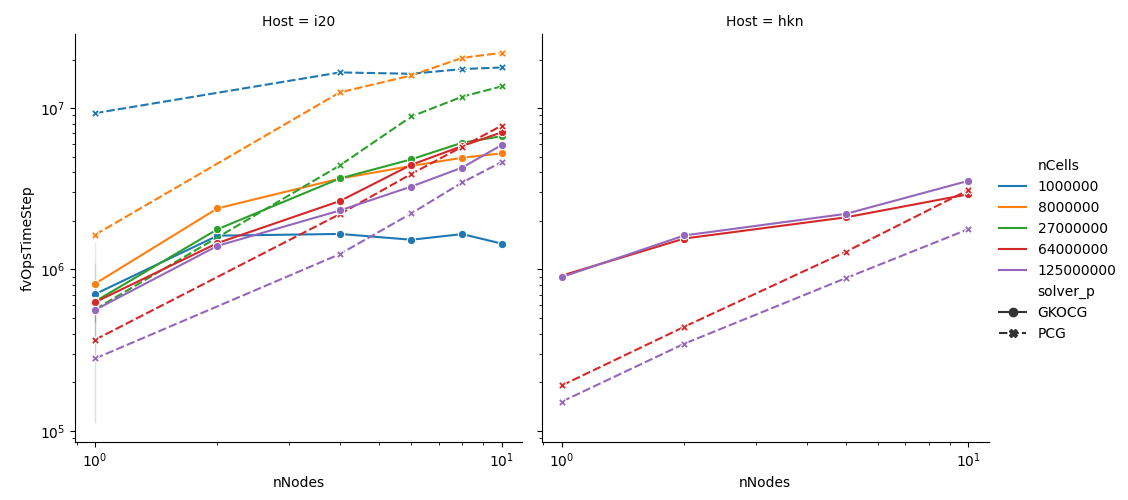 Host = i20
Host = hkn
fvOpsTimeStep
10^7
10^6
10^5
10^0
10^1
nNodes
10^0
10^1
nNodes
nCells
1000000
8000000
27000000
64000000
125000000
solver_p
GKOCG
PCG